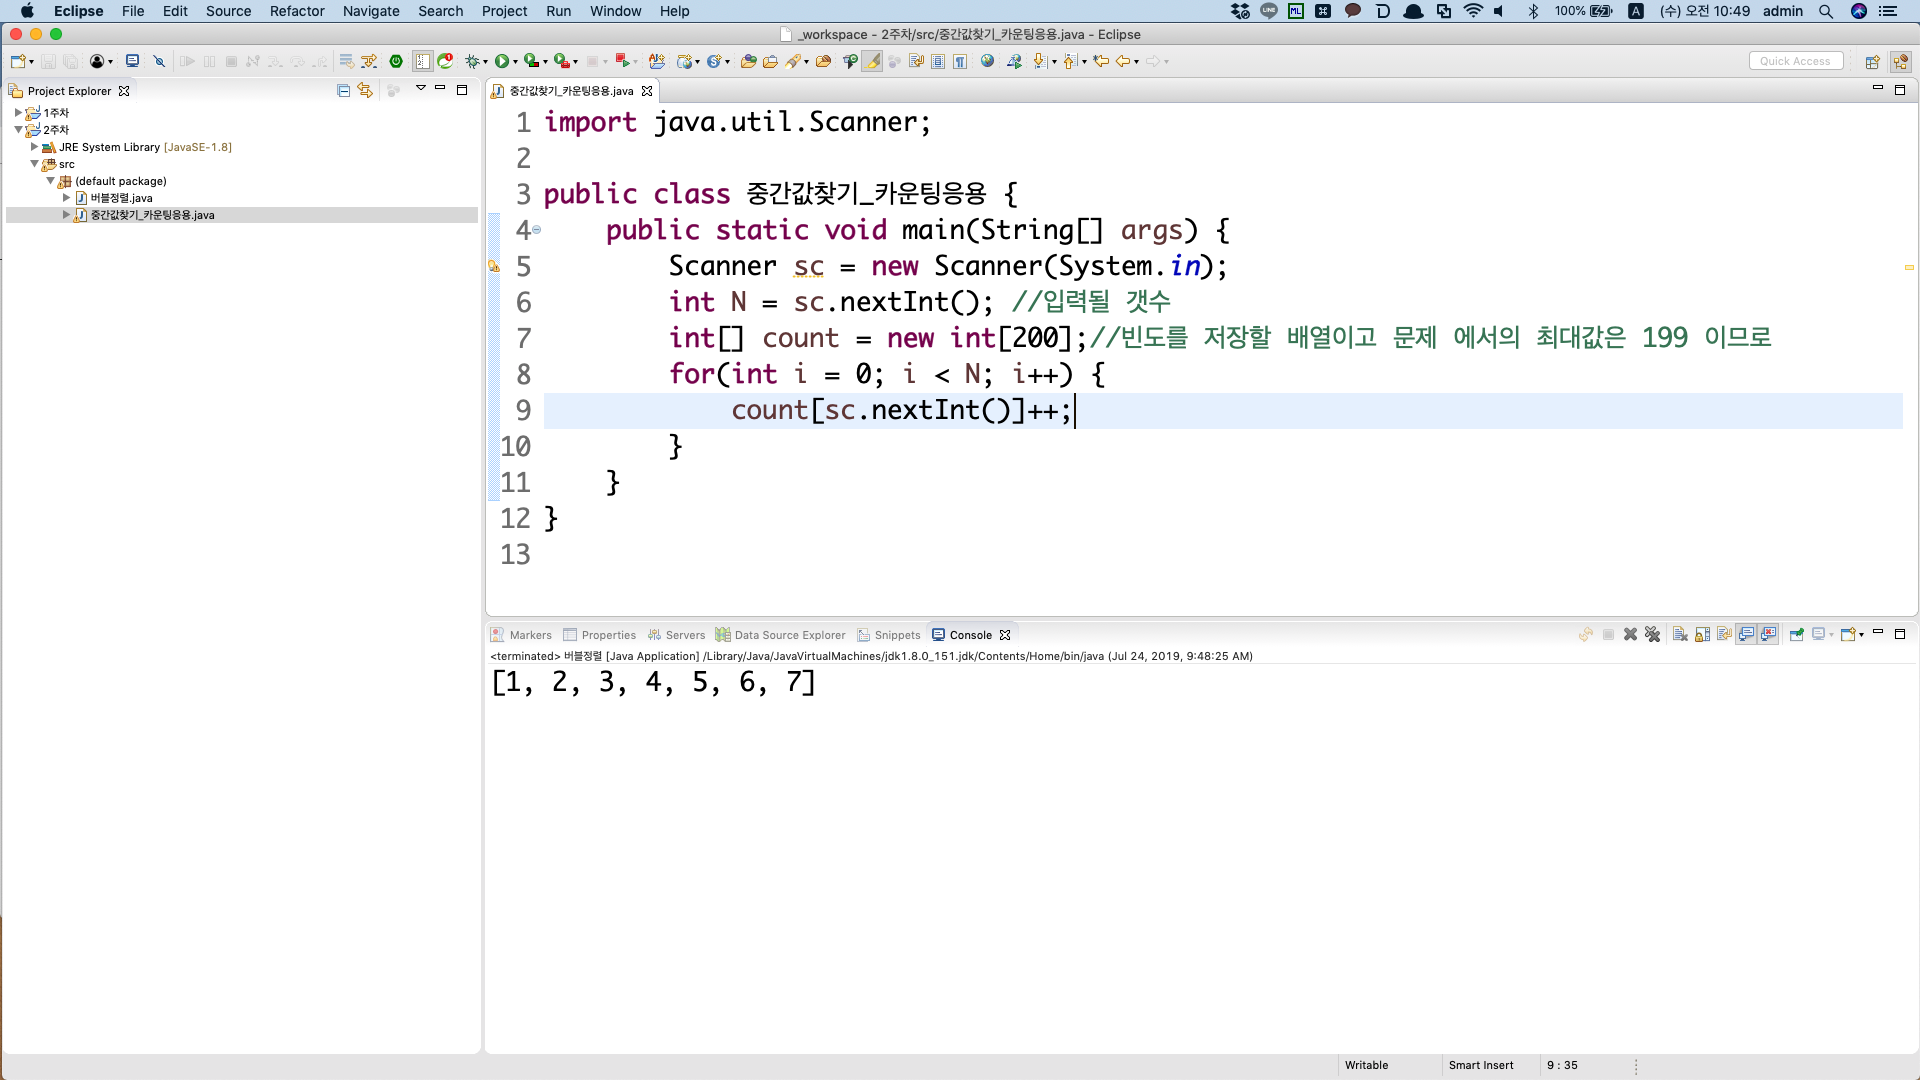 Eclipse File Edit Source Refactor Navigate Search Project Run Window Help 100% A (수) 오전 10:49 admin
_workspace - 2주차/src/중간값찾기_카운팅응용.java - Eclipse
Quick Access
Project Explorer
1주차
2주차
JRE System Library [JavaSE-1.8]
src
(default package)
버블정렬.java
중간값찾기_카운팅응용.java
중간값찾기_카운팅응용.java
1 import java.util.Scanner;
2
3 public class 중간값찾기_카운팅응용 {
4 public static void main(String[] args) {
5 Scanner sc = new Scanner(System.in);
6 int N = sc.nextInt(); //입력될 갯수
7 int[] count = new int[200];//빈도를 저장할 배열이고 문제 에서의 최대값은 199 이므로
8 for(int i = 0; i < N; i++) {
9 count[sc.nextInt()]++;
10 }
11 }
12 }
13
Markers Properties Servers Data Source Explorer Snippets Console
<terminated> 버블정렬 [Java Application] /Library/Java/JavaVirtualMachines/jdk1.8.0_151.jdk/Contents/Home/bin/java (Jul 24, 2019, 9:48:25 AM)
[1, 2, 3, 4, 5, 6, 7]
Writable Smart Insert 9 : 35